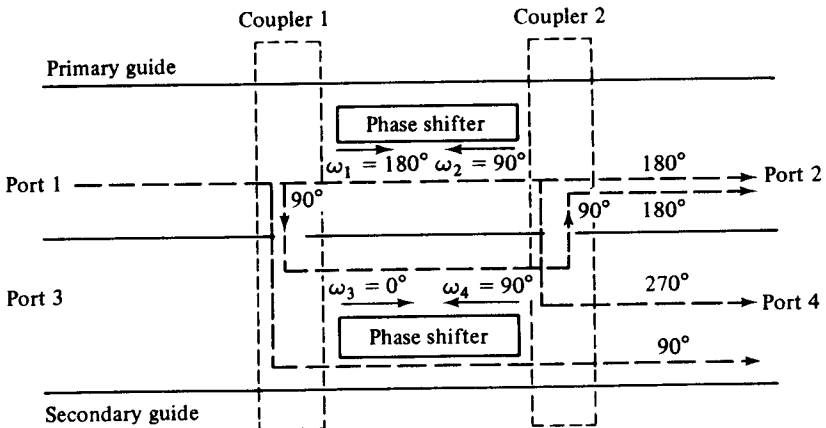 Coupler 1
Coupler 2
Primary guide
Phase shifter
ω₁ = 180° ω₂ = 90°
180°
Port 1
Port 2
90°
90°
180°
Port 3
ω₃ = 0°
ω₄ = 90°
270°
Port 4
Phase shifter
90°
Secondary guide